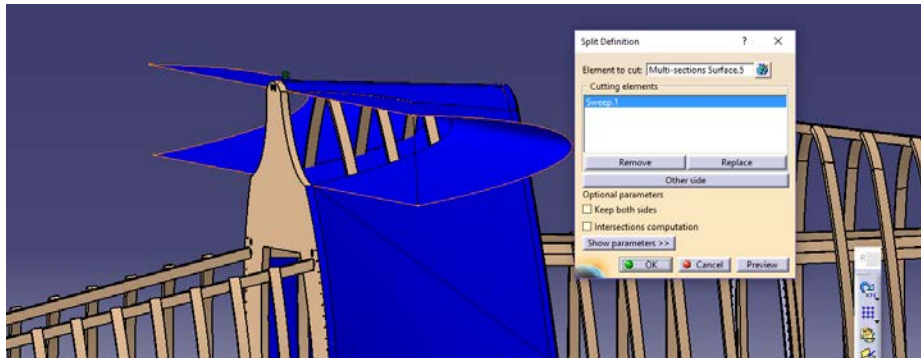 Split Definition ? ×
Element to cut: Multi-sections Surface.5
Cutting elements
Sweep.1
Remove Replace
Other side
Optional parameters
Keep both sides
Intersections computation
Show parameters >>
OK Cancel Preview
R